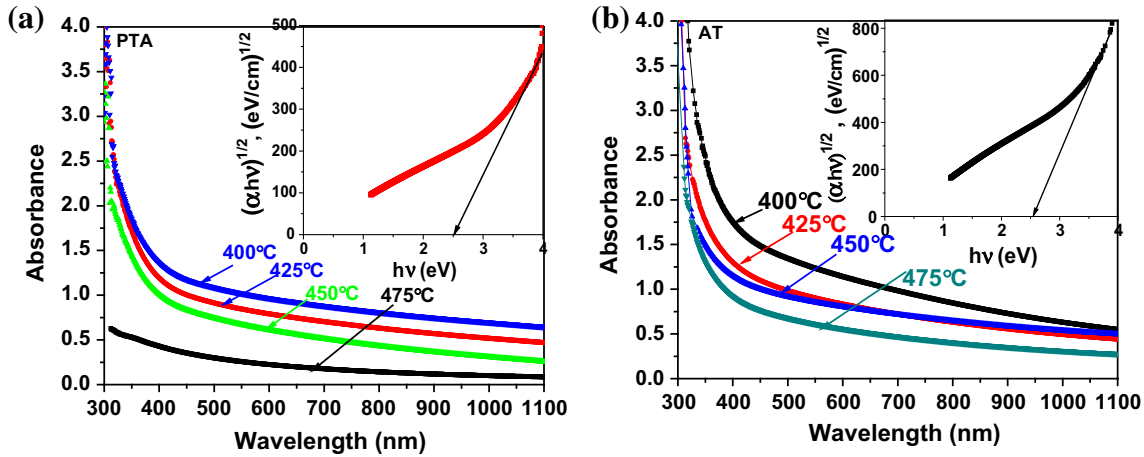 (a)
PTA
4.0
3.5
3.0
2.5
2.0
1.5
1.0
0.5
0.0
Absorbance
300 400 500 600 700 800 900 1000 1100
Wavelength (nm)
400°C
425°C
450°C
475°C
500
400
300
200
100
0
(αhν)1/2, (eV/cm)1/2
0 1 2 3 4
hν (eV)
(b)
AT
4.0
3.5
3.0
2.5
2.0
1.5
1.0
0.5
0.0
Absorbance
300 400 500 600 700 800 900 1000 1100
Wavelength (nm)
400°C
425°C
450°C
475°C
800
600
400
200
0
(αhν)1/2, (eV/cm)1/2
0 1 2 3 4
hν (eV)